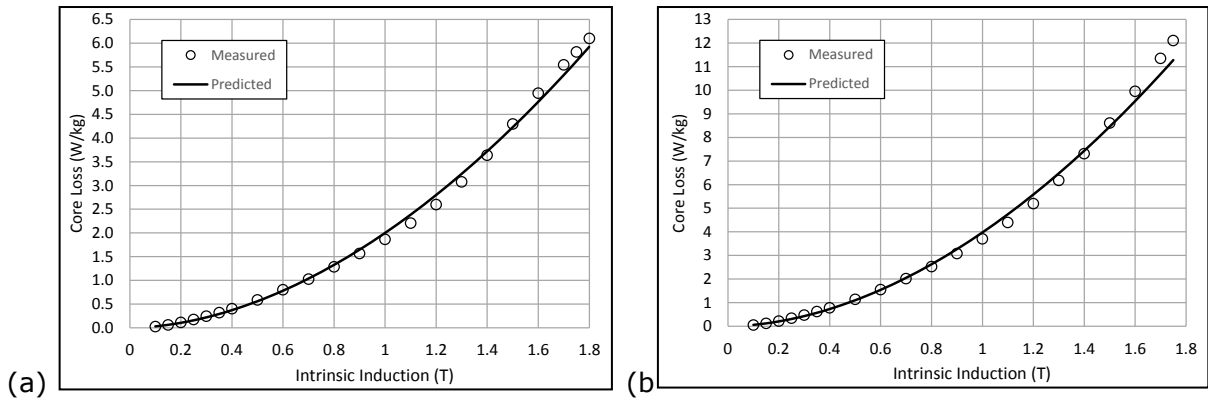 6.5
6.0
5.5
5.0
4.5
4.0
3.5
3.0
2.5
2.0
1.5
1.0
0.5
0.0
Core Loss (W/kg)
Measured
Predicted
0 0.2 0.4 0.6 0.8 1 1.2 1.4 1.6 1.8
Intrinsic Induction (T)
(a)
13
12
11
10
9
8
7
6
5
4
3
2
1
0
Core Loss (W/kg)
Measured
Predicted
0 0.2 0.4 0.6 0.8 1 1.2 1.4 1.6 1.8
Intrinsic Induction (T)
(b